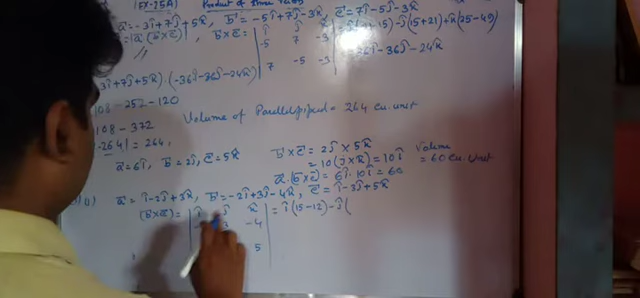 (EX-25A) Product of three
a⃗ = -3î+7ĵ+5k̂, b⃗ = -5î+7ĵ-3k̂, c⃗ = 7î-5ĵ-3k̂
= |a⃗.(b⃗×c⃗)|, b⃗×c⃗ = | î ĵ k̂ | -15) - ĵ(15+21) + k̂(25-49)
-5 7 -3 -36î-36ĵ-24k̂
7 -5 -3
3î+7ĵ+5k̂).(-36î-36ĵ-24k̂)
108-252-120
Volume of Parallelepiped = 264 cu.unit
108-372
-264| = 264,
a⃗ = 6î, b⃗ = 2ĵ, c⃗ = 5k̂ b⃗×c⃗ = 2ĵ × 5k̂ Volume
= 10(ĵ×k̂) = 10î = 60 Cu. Unit
a⃗.(b⃗×c⃗) = 6î.10î = 60
a⃗ = î-2ĵ+3k̂, b⃗ = -2î+3ĵ-4k̂, c⃗ = î-3ĵ+5k̂
(b⃗×c⃗) = | î ĵ k̂ | = î(15-12) - ĵ(
3 -4
5